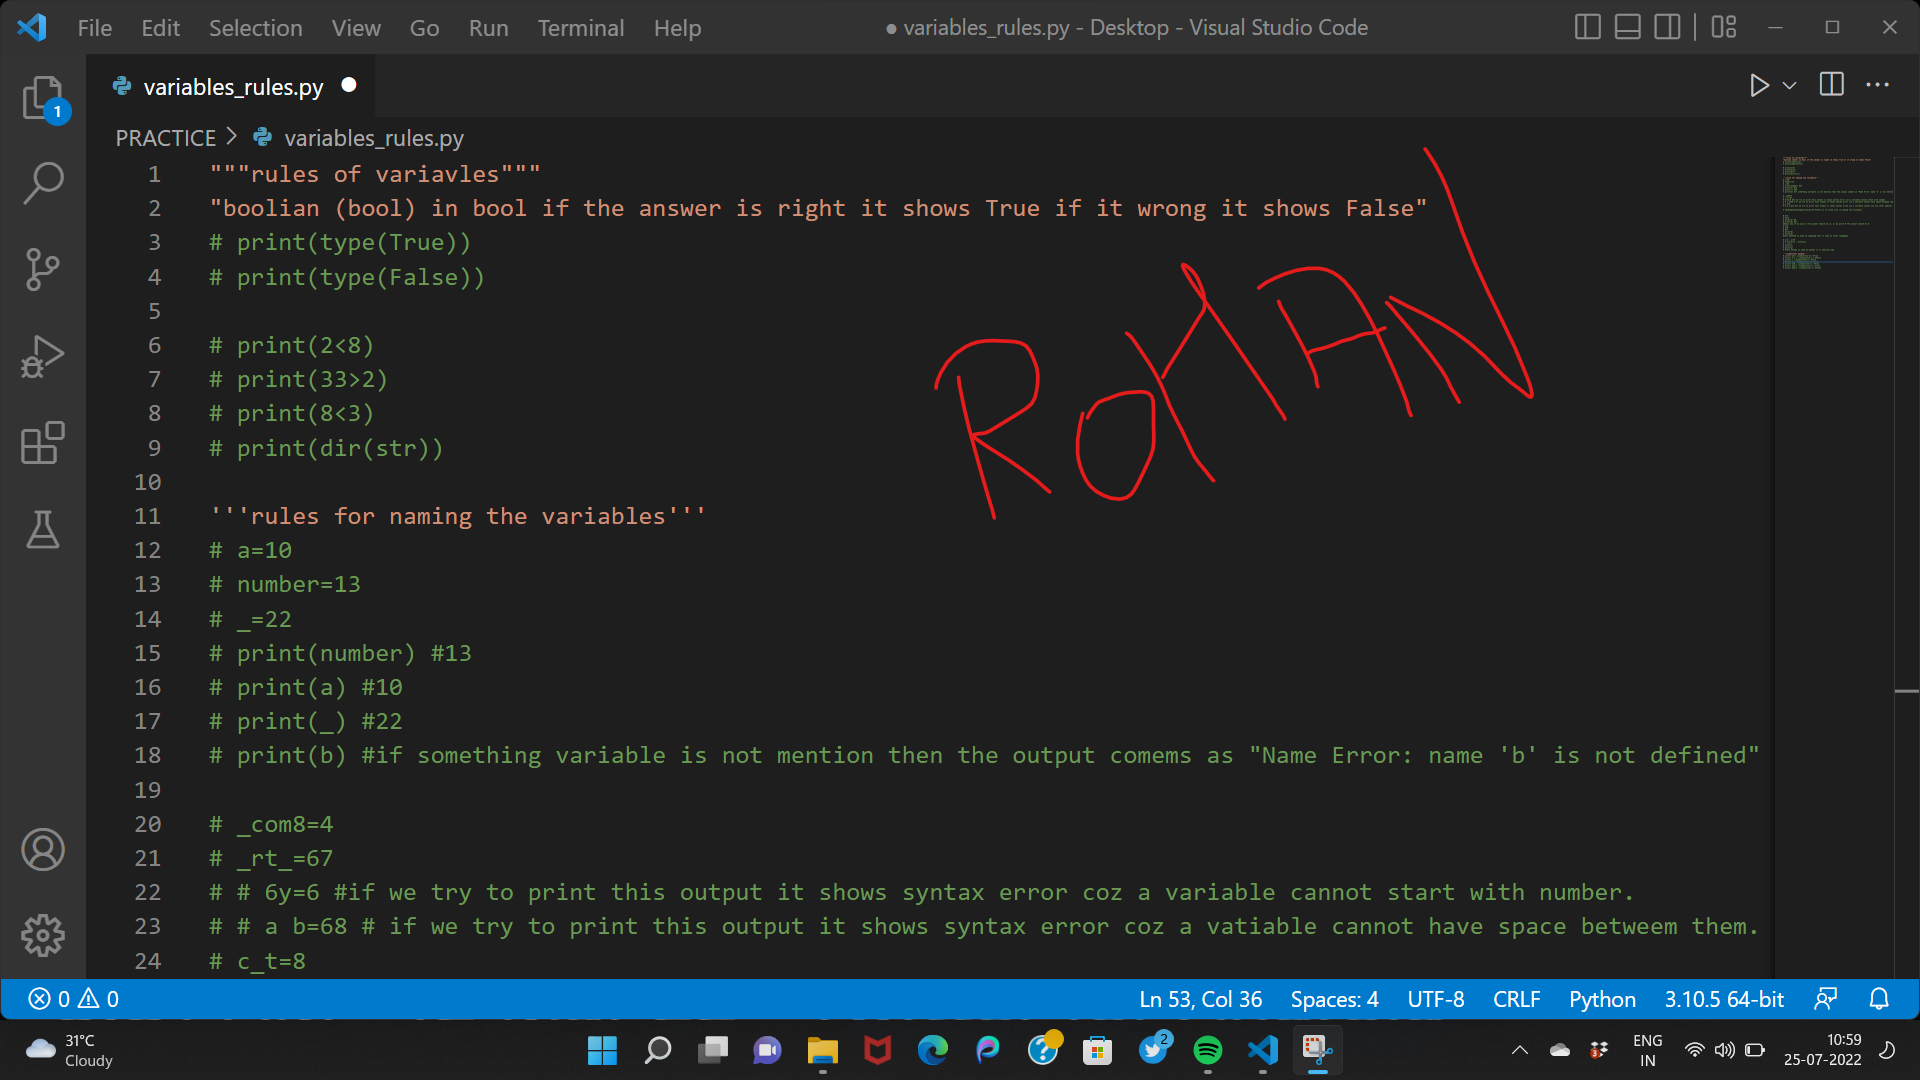 File Edit Selection View Go Run Terminal Help ● variables_rules.py - Desktop - Visual Studio Code
1 variables_rules.py ●
PRACTICE > variables_rules.py
1 """rules of variavles"""
2 "boolian (bool) in bool if the answer is right it shows True if it wrong it shows False"
3 # print(type(True))
4 # print(type(False))
5
6 # print(2<8)
7 # print(33>2)
8 # print(8<3)
9 # print(dir(str))
10
ROHAN
11 '''rules for naming the variables'''
12 # a=10
13 # number=13
14 # _=22
15 # print(number) #13
16 # print(a) #10
17 # print(_) #22
18 # print(b) #if something variable is not mention then the output comems as "Name Error: name 'b' is not defined"
19
20 # _com8=4
21 # _rt_=67
22 # # 6y=6 #if we try to print this output it shows syntax error coz a variable cannot start with number.
23 # # a b=68 # if we try to print this output it shows syntax error coz a vatiable cannot have space betweem them.
24 # c_t=8
0 0 Ln 53, Col 36 Spaces: 4 UTF-8 CRLF Python 3.10.5 64-bit
31°C
Cloudy
2
3
ENG
IN
10:59
25-07-2022